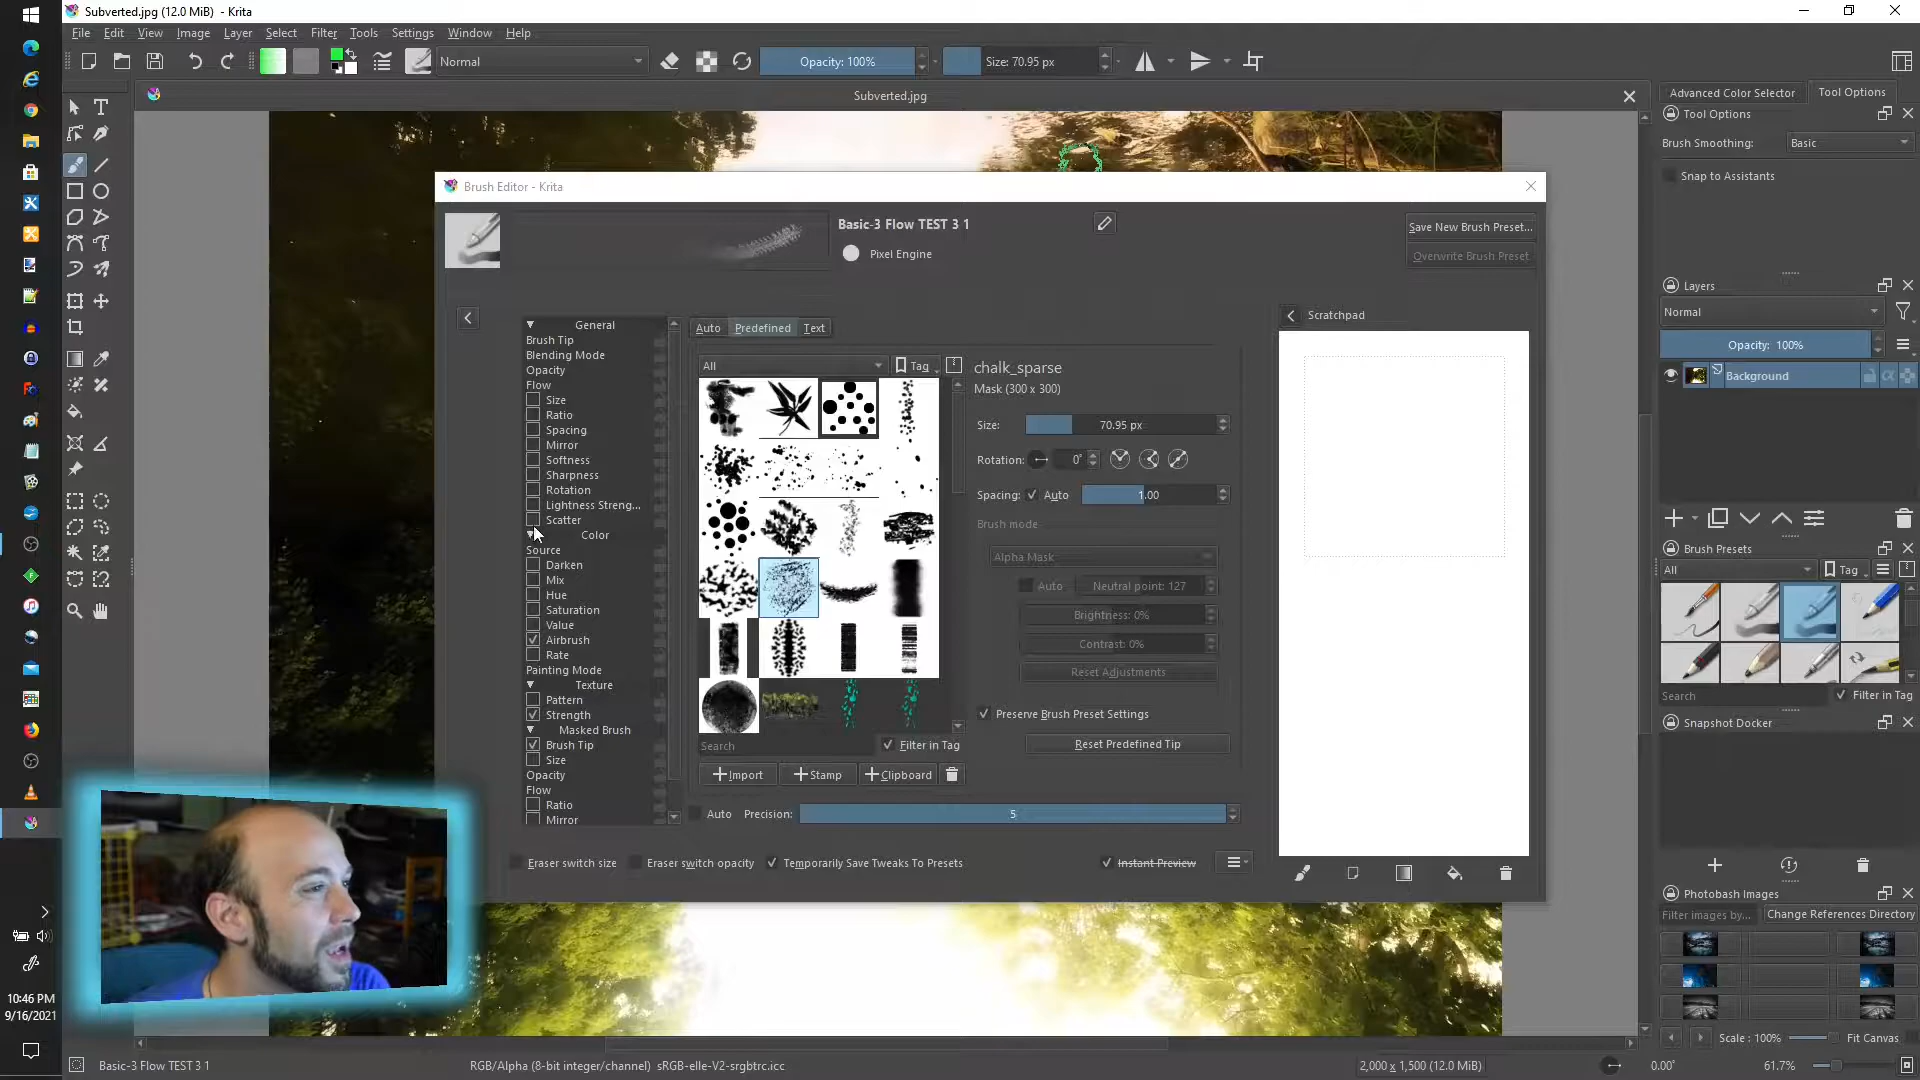 Subverted.jpg (12.0 MiB) - Krita
File Edit View Image Layer Select Filter Tools Settings Window Help
Normal
Opacity: 100%
Size: 70.95 px
Subverted.jpg
Advanced Color Selector
Tool Options
Tool Options
Brush Smoothing:
Basic
Snap to Assistants
Brush Editor - Krita
Basic-3 Flow TEST 3 1
Pixel Engine
Save New Brush Preset...
Overwrite Brush Preset
General
Brush Tip
Blending Mode
Opacity
Flow
Size
Ratio
Spacing
Mirror
Softness
Sharpness
Rotation
Lightness Streng...
Scatter
Color
Source
Darken
Mix
Hue
Saturation
Value
Airbrush
Rate
Painting Mode
Texture
Pattern
Strength
Masked Brush
Brush Tip
Size
Opacity
Flow
Ratio
Mirror
Auto
Predefined
Text
All
Tag
Search
Filter in Tag
Import
Stamp
Clipboard
Auto
Precision:
5
chalk_sparse
Mask (300 x 300)
Size:
70.95 px
Rotation:
0°
Spacing:
Auto
1.00
Brush mode
Alpha Mask
Auto
Neutral point: 127
Brightness: 0%
Contrast: 0%
Reset Adjustments
Preserve Brush Preset Settings
Reset Predefined Tip
Eraser switch size
Eraser switch opacity
Temporarily Save Tweaks To Presets
Instant Preview
Scratchpad
Layers
Normal
Opacity: 100%
Background
Brush Presets
All
Tag
Search
Filter in Tag
Snapshot Docker
Photobash Images
Filter images by...
Change References Directory
Scale : 100%
Fit Canvas
10:46 PM
9/16/2021
Basic-3 Flow TEST 3 1
RGB/Alpha (8-bit integer/channel) sRGB-elle-V2-srgbtrc.icc
2,000 x 1,500 (12.0 MiB)
0.00°
61.7%